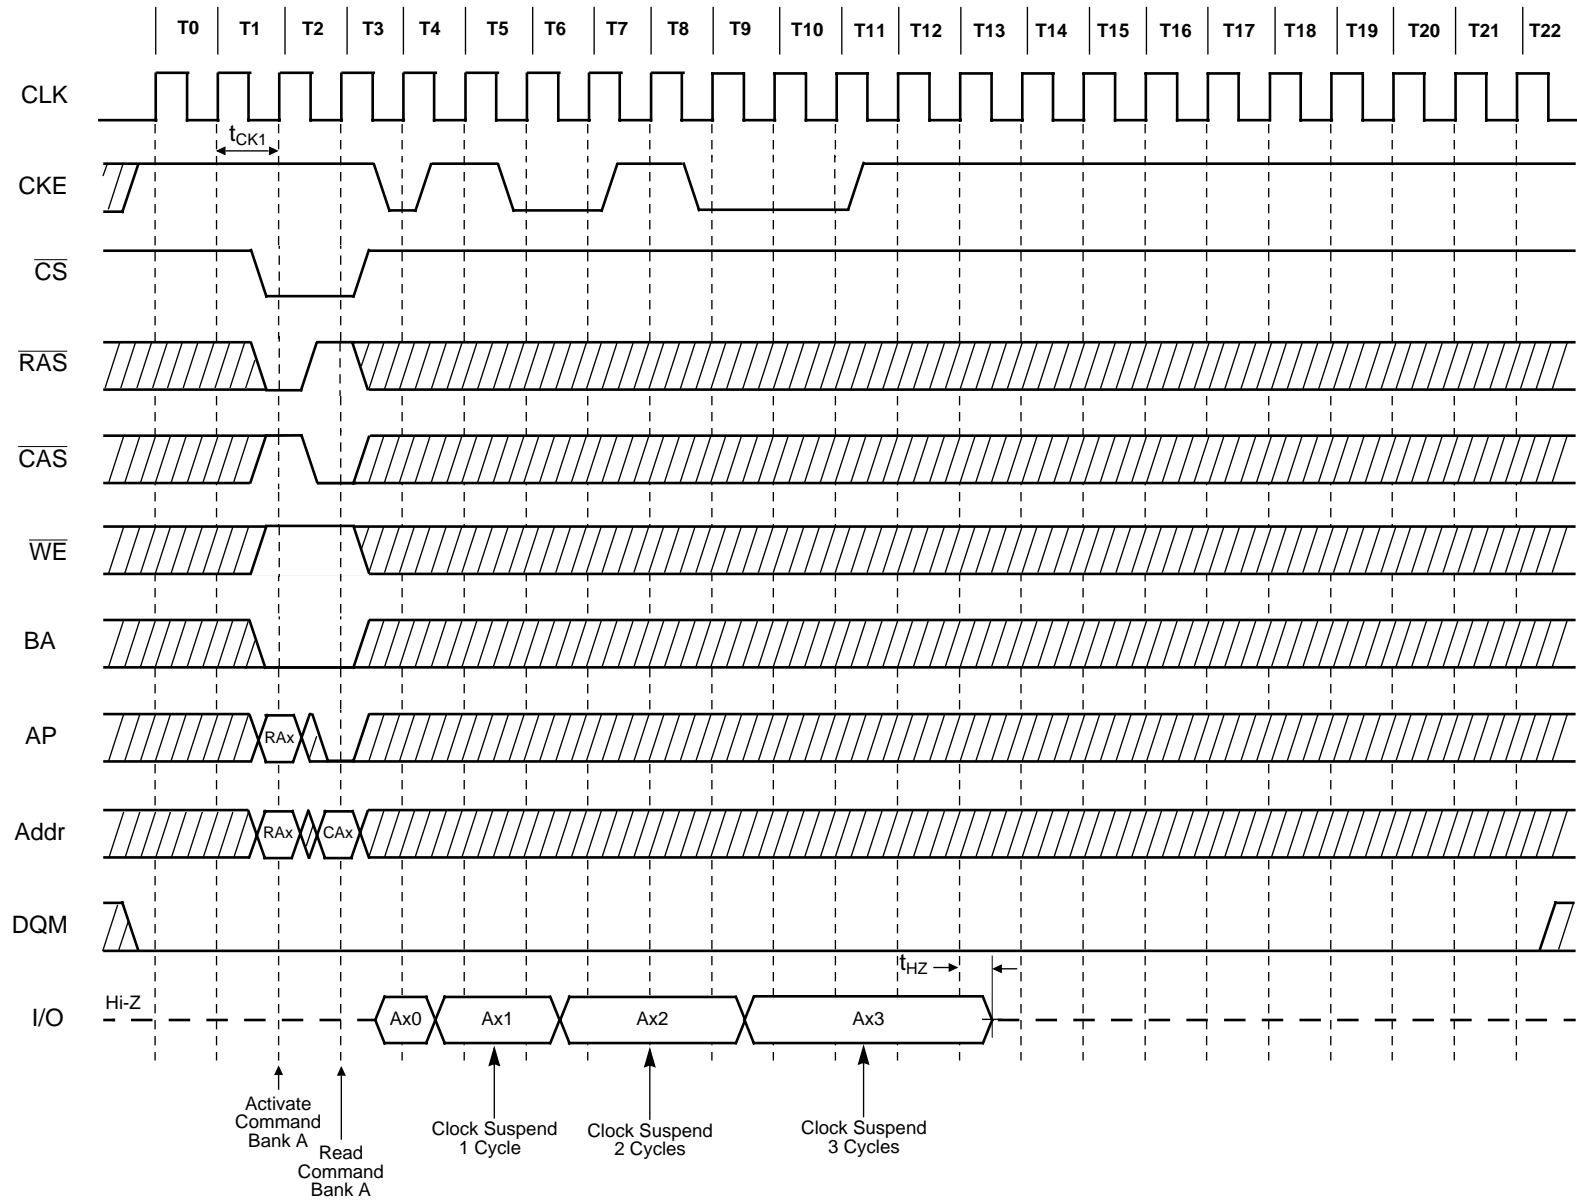 T0 T1 T2 T3 T4 T5 T6 T7 T8 T9 T10 T11 T12 T13 T14 T15 T16 T17 T18 T19 T20 T21 T22
CLK
tCK1
CKE
CS
RAS
CAS
WE
BA
AP
RAx
Addr
RAx CAx
DQM
tHZ
Hi-Z
I/O
Ax0 Ax1 Ax2 Ax3
Activate
Command
Bank A
Read
Command
Bank A
Clock Suspend
1 Cycle
Clock Suspend
2 Cycles
Clock Suspend
3 Cycles